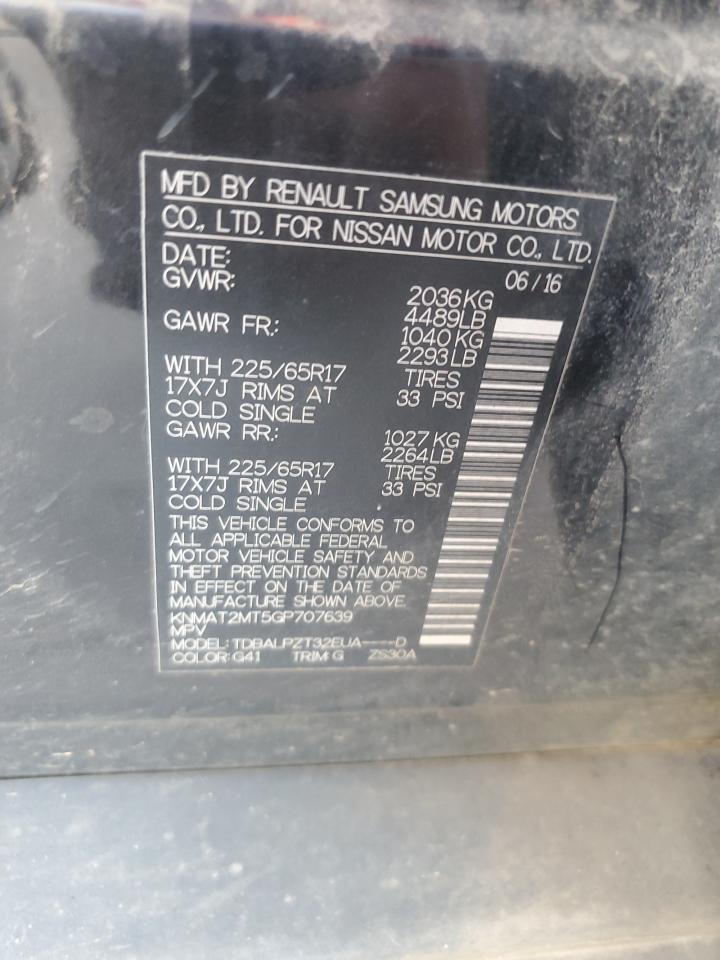 MFD BY RENAULT SAMSUNG MOTORS
CO., LTD. FOR NISSAN MOTOR CO., LTD.
DATE: 06/16
GVWR: 2036KG
4489LB
GAWR FR.: 1040KG
2293LB
WITH 225/65R17 TIRES
17X7J RIMS AT 33 PSI
COLD SINGLE
GAWR RR.: 1027KG
2264LB
WITH 225/65R17 TIRES
17X7J RIMS AT 33 PSI
COLD SINGLE
THIS VEHICLE CONFORMS TO
ALL APPLICABLE FEDERAL
MOTOR VEHICLE SAFETY AND
THEFT PREVENTION STANDARDS
IN EFFECT ON THE DATE OF
MANUFACTURE SHOWN ABOVE.
KNMAT2MT5GP707639
MPV
MODEL: TDBALPZT32EUA----D
COLOR: G41 TRIM: G ZS30A